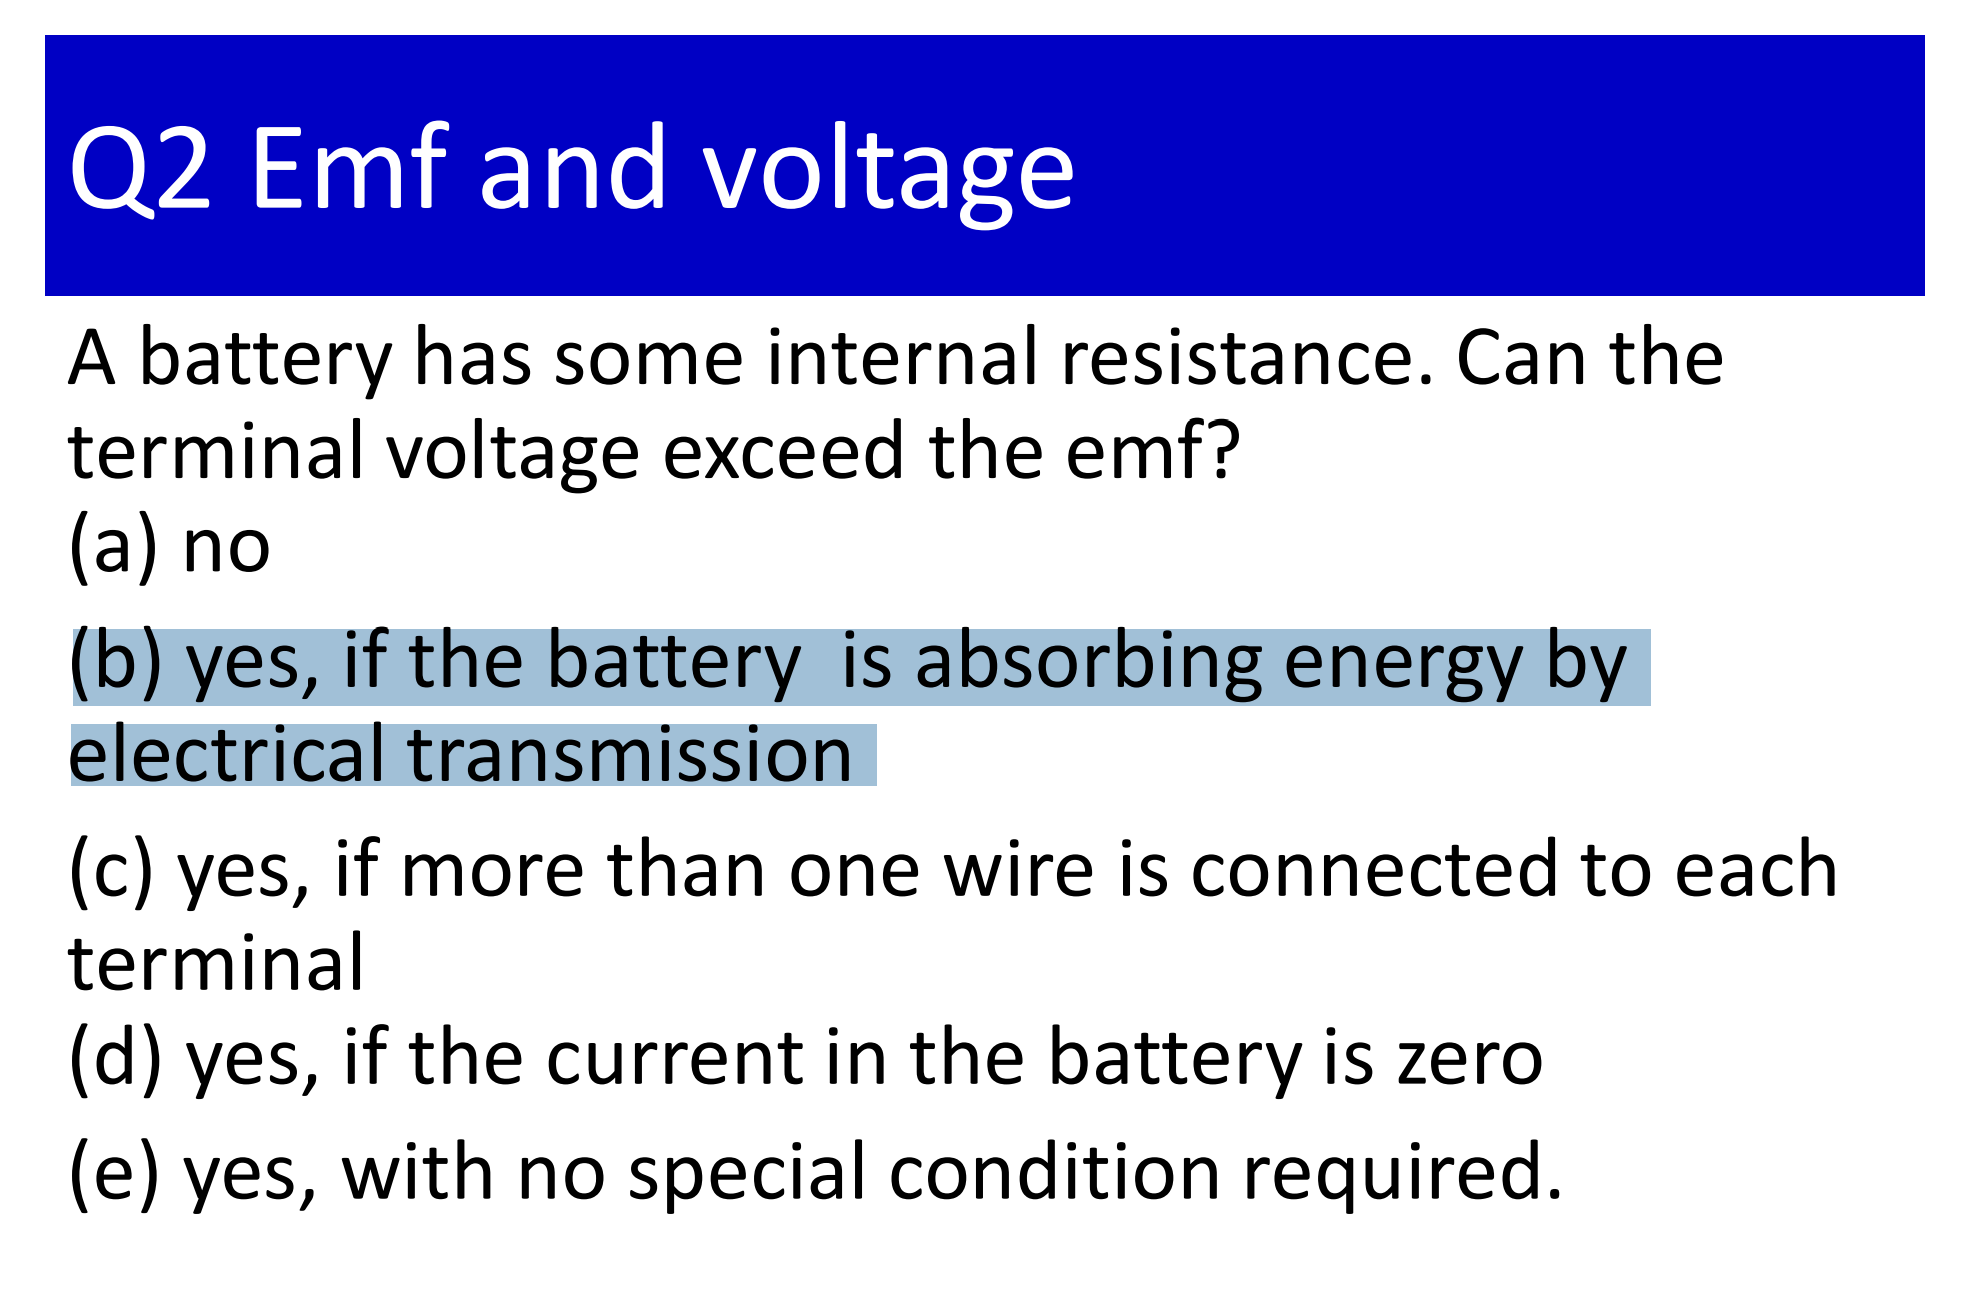 Q2 Emf and voltage
A battery has some internal resistance. Can the
terminal voltage exceed the emf?
(a) no
(b) yes, if the battery  is absorbing energy by
electrical transmission
(c) yes, if more than one wire is connected to each
terminal
(d) yes, if the current in the battery is zero
(e) yes, with no special condition required.